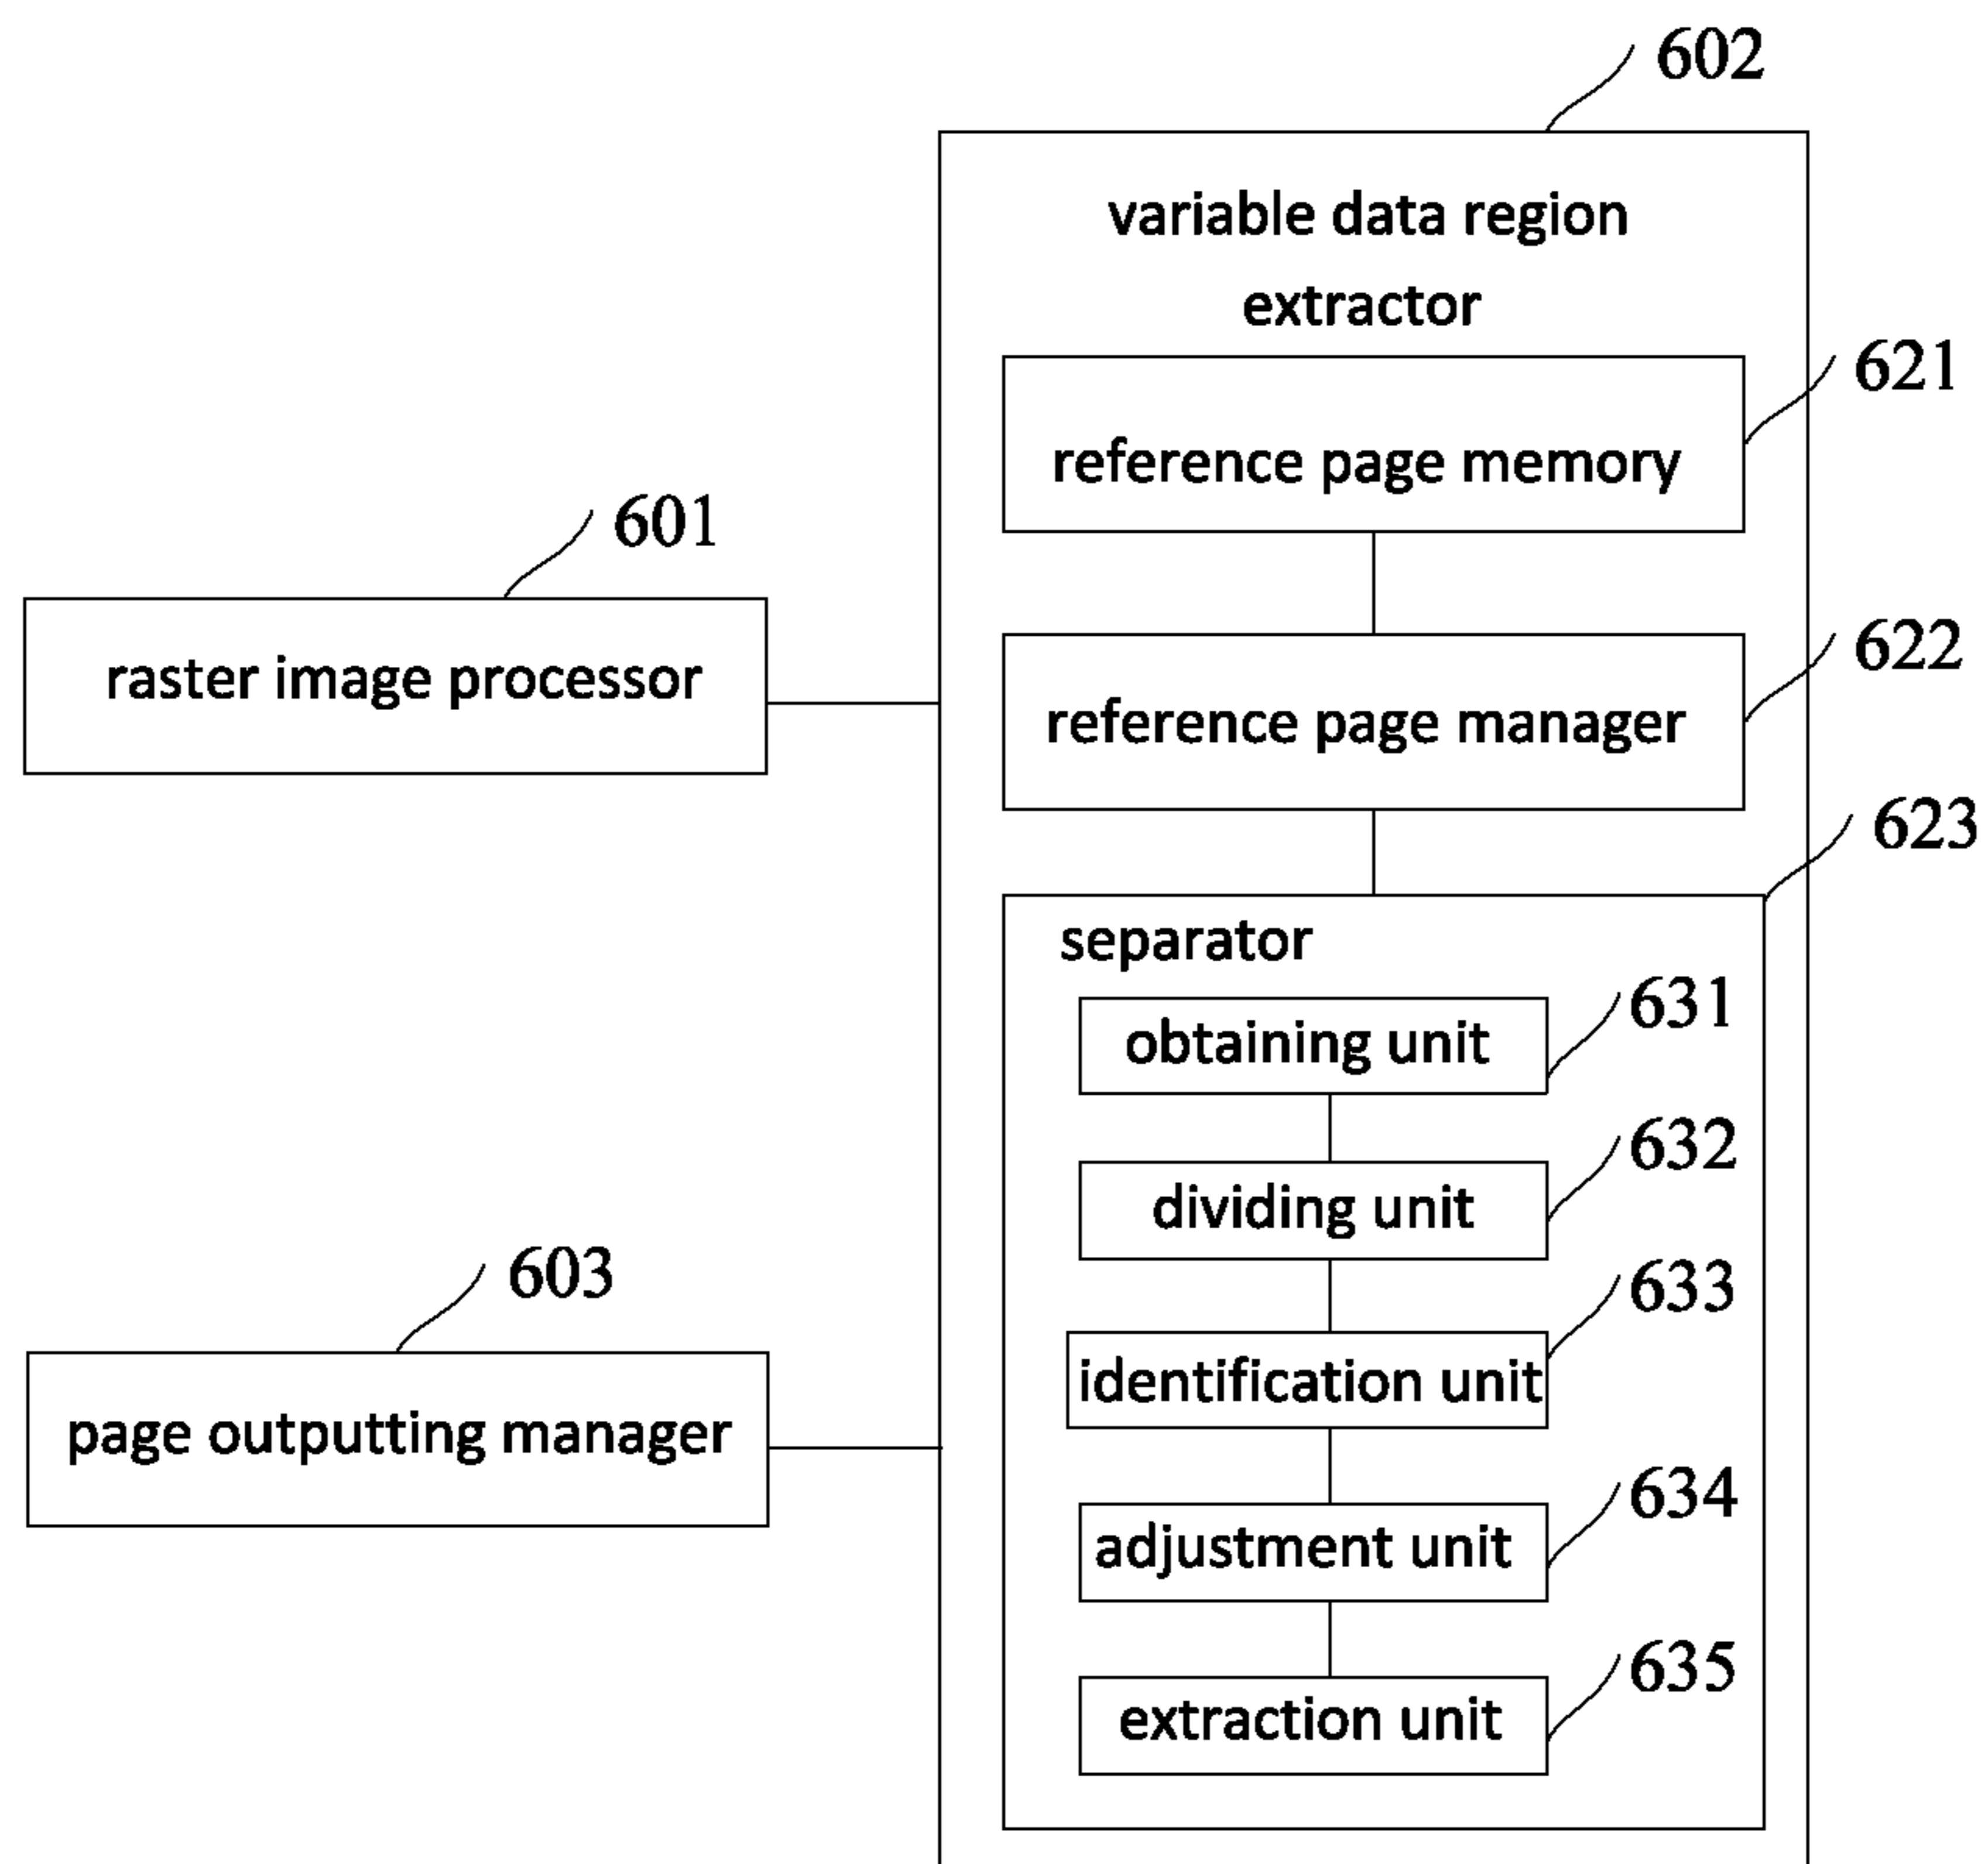 602
variable data region
extractor
621
reference page memory
601
raster image processor
622
reference page manager
623
separator
631
obtaining unit
632
dividing unit
603
633
identification unit
page outputting manager
634
adjustment unit
635
extraction unit